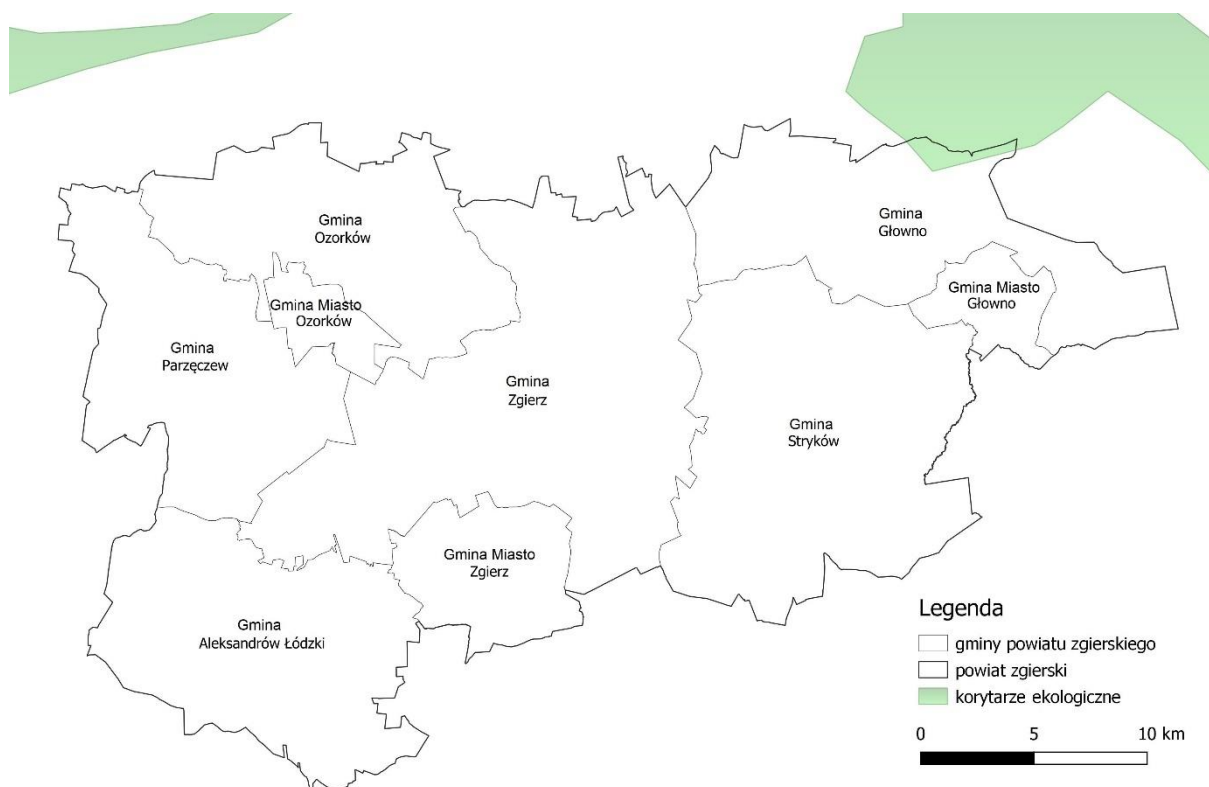 Gmina
Ozorków
Gmina
Głowno
Gmina Miasto
Ozorków
Gmina Miasto
Głowno
Gmina
Parzęczew
Gmina
Zgierz
Gmina
Stryków
Gmina Miasto
Zgierz
Gmina
Aleksandrów Łódzki
Legenda
gminy powiatu zgierskiego
powiat zgierski
korytarze ekologiczne
0 5 10 km